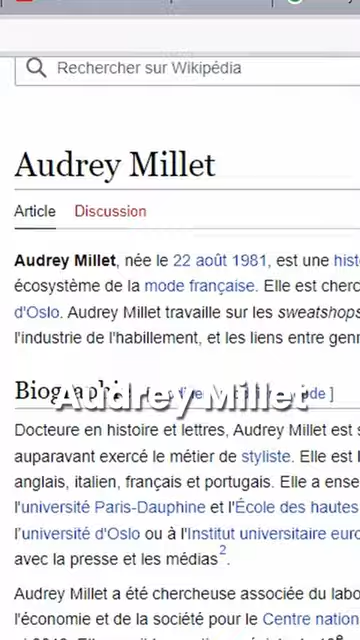 Rechercher sur Wikipédia
Audrey Millet
Article Discussion
Audrey Millet, née le 22 août 1981, est une
écosystème de la mode française. Elle est
d'Oslo. Audrey Millet travaille sur les sweatshops
l'industrie de l'habillement, et les liens entre
Biographie
Audrey Millet
Docteure en histoire et lettres, Audrey Millet est
auparavant exercé le métier de styliste. Elle est
anglais, italien, français et portugais. Elle a
l'université Paris-Dauphine et l'École des hautes
l'université d'Oslo ou à l'Institut universitaire
avec la presse et les médias2.
Audrey Millet a été chercheuse associée du
l'économie et de la société pour le Centre